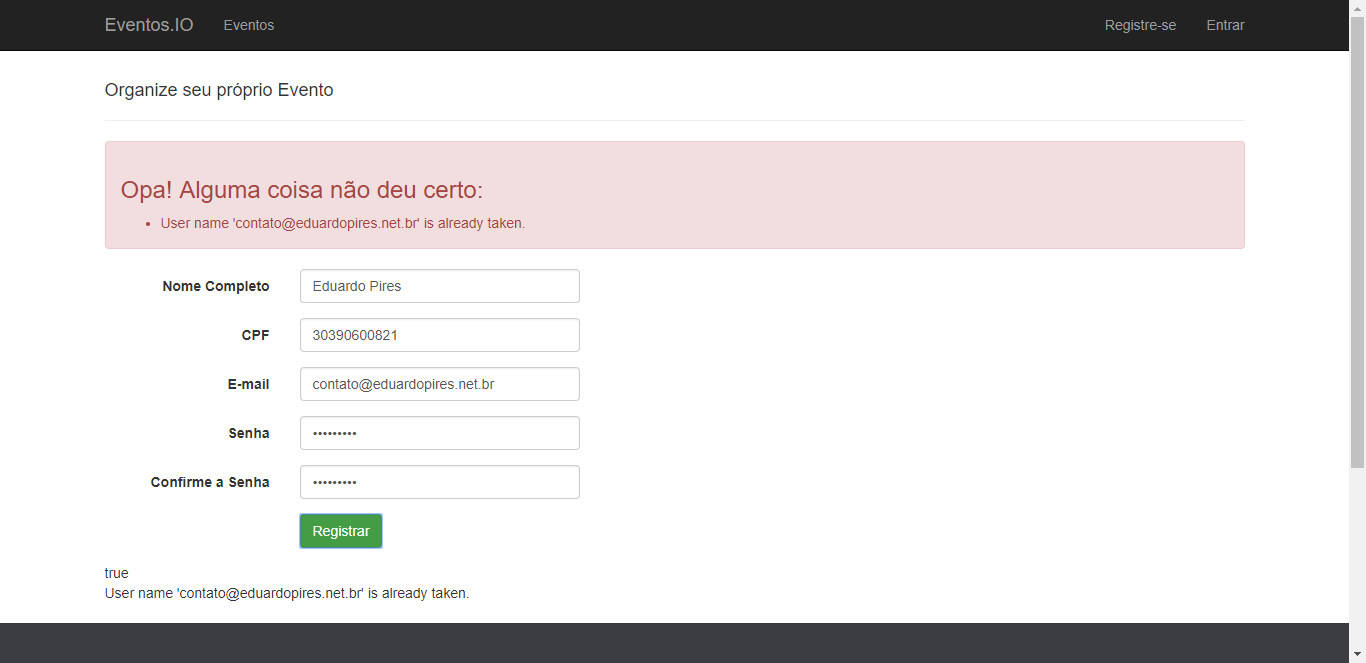 Eventos.IO Eventos Registre-se Entrar
Organize seu próprio Evento
Opa! Alguma coisa não deu certo:
• User name 'contato@eduardopires.net.br' is already taken.
Nome Completo Eduardo Pires
CPF 30390600821
E-mail contato@eduardopires.net.br
Senha •••••••••
Confirme a Senha •••••••••
Registrar
true
User name 'contato@eduardopires.net.br' is already taken.